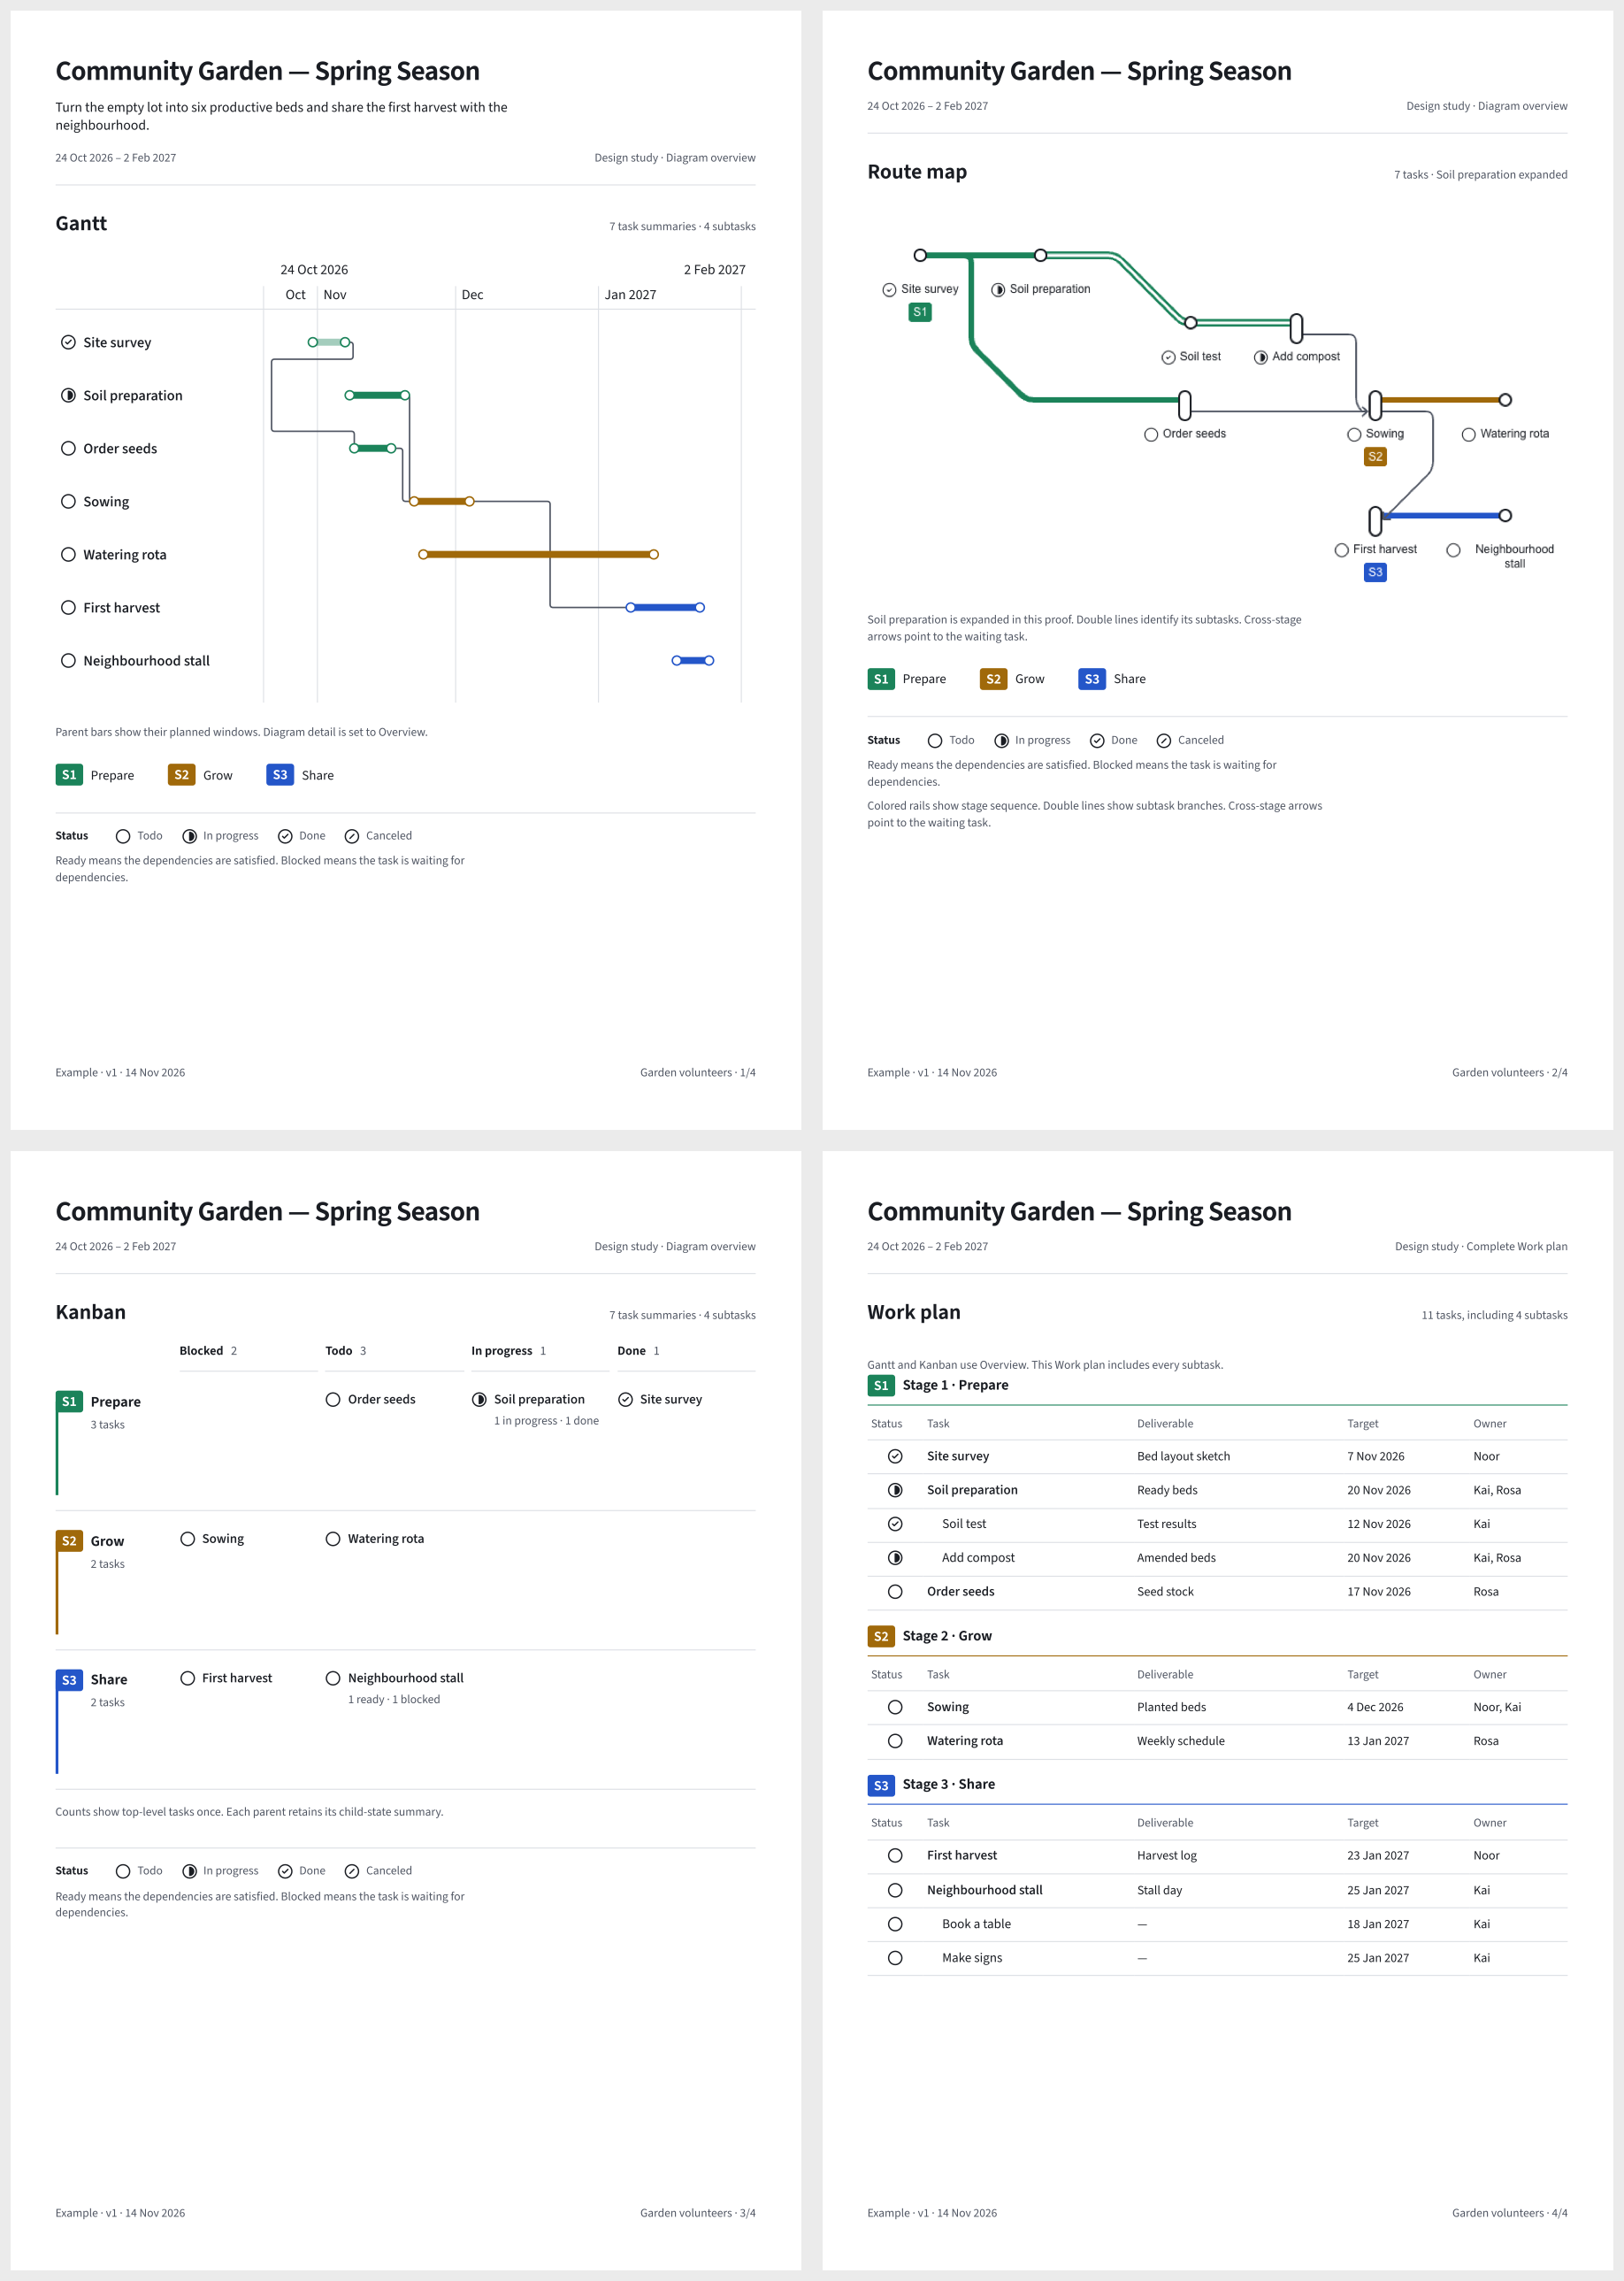 Community Garden — Spring Season
Turn the empty lot into six productive beds and share the first harvest with the
neighbourhood.
24 Oct 2026 – 2 Feb 2027
Design study · Diagram overview
Gantt
7 task summaries · 4 subtasks
24 Oct 2026
2 Feb 2027
Oct
Nov
Dec
Jan 2027
Site survey
Soil preparation
Order seeds
Sowing
Watering rota
First harvest
Neighbourhood stall
Parent bars show their planned windows. Diagram detail is set to Overview.
S1 Prepare
S2 Grow
S3 Share
Status Todo In progress Done Canceled
Ready means the dependencies are satisfied. Blocked means the task is waiting for
dependencies.
Example · v1 · 14 Nov 2026
Garden volunteers · 1/4
Community Garden — Spring Season
24 Oct 2026 – 2 Feb 2027
Design study · Diagram overview
Route map
7 tasks · Soil preparation expanded
Site survey
S1
Soil preparation
Soil test
Add compost
Order seeds
Sowing
S2
Watering rota
First harvest
S3
Neighbourhood
stall
Soil preparation is expanded in this proof. Double lines identify its subtasks. Cross-stage
arrows point to the waiting task.
S1 Prepare
S2 Grow
S3 Share
Status Todo In progress Done Canceled
Ready means the dependencies are satisfied. Blocked means the task is waiting for
dependencies.
Colored rails show stage sequence. Double lines show subtask branches. Cross-stage arrows
point to the waiting task.
Example · v1 · 14 Nov 2026
Garden volunteers · 2/4
Community Garden — Spring Season
24 Oct 2026 – 2 Feb 2027
Design study · Diagram overview
Kanban
7 task summaries · 4 subtasks
Blocked 2
Todo 3
In progress 1
Done 1
S1 Prepare
3 tasks
Order seeds
Soil preparation
1 in progress · 1 done
Site survey
S2 Grow
2 tasks
Sowing
Watering rota
S3 Share
2 tasks
First harvest
Neighbourhood stall
1 ready · 1 blocked
Counts show top-level tasks once. Each parent retains its child-state summary.
Status Todo In progress Done Canceled
Ready means the dependencies are satisfied. Blocked means the task is waiting for
dependencies.
Example · v1 · 14 Nov 2026
Garden volunteers · 3/4
Community Garden — Spring Season
24 Oct 2026 – 2 Feb 2027
Design study · Complete Work plan
Work plan
11 tasks, including 4 subtasks
Gantt and Kanban use Overview. This Work plan includes every subtask.
S1 Stage 1 · Prepare
Status Task Deliverable Target Owner
Site survey Bed layout sketch 7 Nov 2026 Noor
Soil preparation Ready beds 20 Nov 2026 Kai, Rosa
Soil test Test results 12 Nov 2026 Kai
Add compost Amended beds 20 Nov 2026 Kai, Rosa
Order seeds Seed stock 17 Nov 2026 Rosa
S2 Stage 2 · Grow
Status Task Deliverable Target Owner
Sowing Planted beds 4 Dec 2026 Noor, Kai
Watering rota Weekly schedule 13 Jan 2027 Rosa
S3 Stage 3 · Share
Status Task Deliverable Target Owner
First harvest Harvest log 23 Jan 2027 Noor
Neighbourhood stall Stall day 25 Jan 2027 Kai
Book a table — 18 Jan 2027 Kai
Make signs — 25 Jan 2027 Kai
Example · v1 · 14 Nov 2026
Garden volunteers · 4/4